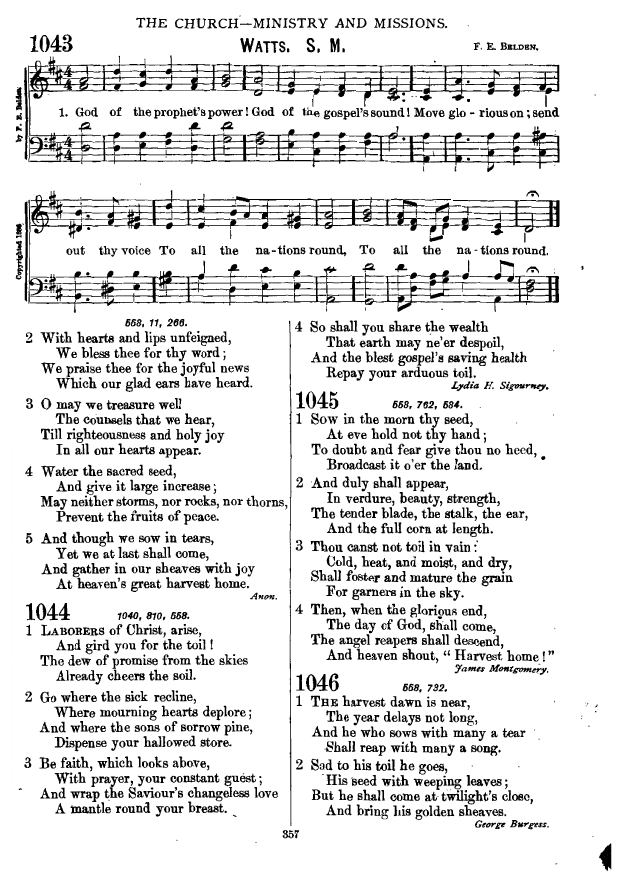 THE CHURCH—MINISTRY AND MISSIONS.
1043
WATTS. S. M.
F. E. BELDEN.
by F. E. Belden.
1. God of the prophet's power! God of the gospel's sound! Move glo - rious on; send
Copyrighted 1886
out thy voice To all the na-tions round, To all the na-tions round.
558, 11, 266.
2 With hearts and lips unfeigned,
We bless thee for thy word;
We praise thee for the joyful news
Which our glad ears have heard.
3 O may we treasure well
The counsels that we hear,
Till righteousness and holy joy
In all our hearts appear.
4 Water the sacred seed,
And give it large increase;
May neither storms, nor rocks, nor thorns,
Prevent the fruits of peace.
5 And though we sow in tears,
Yet we at last shall come,
And gather in our sheaves with joy
At heaven's great harvest home.
Anon.
1044
1040, 810, 558.
1 LABORERS of Christ, arise,
And gird you for the toil!
The dew of promise from the skies
Already cheers the soil.
2 Go where the sick recline,
Where mourning hearts deplore;
And where the sons of sorrow pine,
Dispense your hallowed store.
3 Be faith, which looks above,
With prayer, your constant guest;
And wrap the Saviour's changeless love
A mantle round your breast.
4 So shall you share the wealth
That earth may ne'er despoil,
And the blest gospel's saving health
Repay your arduous toil.
Lydia H. Sigourney.
1045
558, 762, 584.
1 Sow in the morn thy seed,
At eve hold not thy hand;
To doubt and fear give thou no heed,
Broadcast it o'er the land.
2 And duly shall appear,
In verdure, beauty, strength,
The tender blade, the stalk, the ear,
And the full corn at length.
3 Thou canst not toil in vain:
Cold, heat, and moist, and dry,
Shall foster and mature the grain
For garners in the sky.
4 Then, when the glorious end,
The day of God, shall come,
The angel reapers shall descend,
And heaven shout, "Harvest home!"
James Montgomery.
1046
558, 732.
1 THE harvest dawn is near,
The year delays not long,
And he who sows with many a tear
Shall reap with many a song.
2 Sad to his toil he goes,
His seed with weeping leaves;
But he shall come at twilight's close,
And bring his golden sheaves.
George Burgess.
357